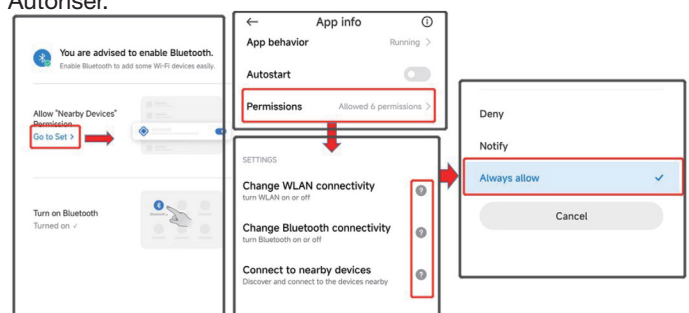 Autoriser.
You are advised to enable Bluetooth.
Enable Bluetooth to add some Wi-Fi devices easily.
Allow "Nearby Devices"
Permission
Go to Set >
Turn on Bluetooth
Turned on ✓
← App info
App behavior Running >
Autostart
Permissions Allowed 6 permissions >
SETTINGS
Change WLAN connectivity
turn WLAN on or off
?
Change Bluetooth connectivity
turn Bluetooth on or off
?
Connect to nearby devices
Discover and connect to the devices nearby
?
Deny
Notify
Always allow ✓
Cancel